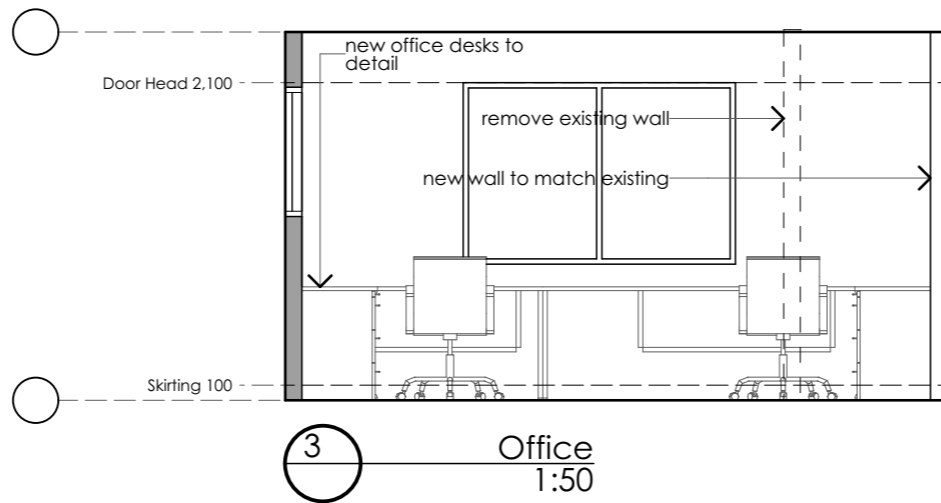 new office desks to
detail
Door Head 2,100
remove existing wall
new wall to match existing
Skirting 100
3
Office
1:50